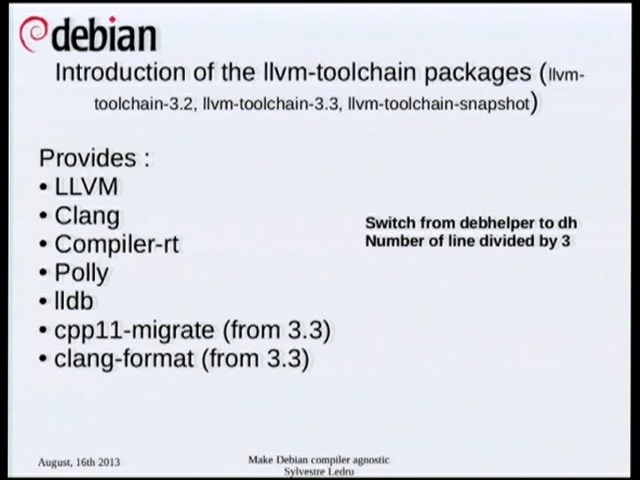 debian
Introduction of the llvm-toolchain packages (llvm-
toolchain-3.2, llvm-toolchain-3.3, llvm-toolchain-snapshot)
Provides :
• LLVM
• Clang
• Compiler-rt
• Polly
• lldb
• cpp11-migrate (from 3.3)
• clang-format (from 3.3)
Switch from debhelper to dh
Number of line divided by 3
August, 16th 2013
Make Debian compiler agnostic
Sylvestre Ledru